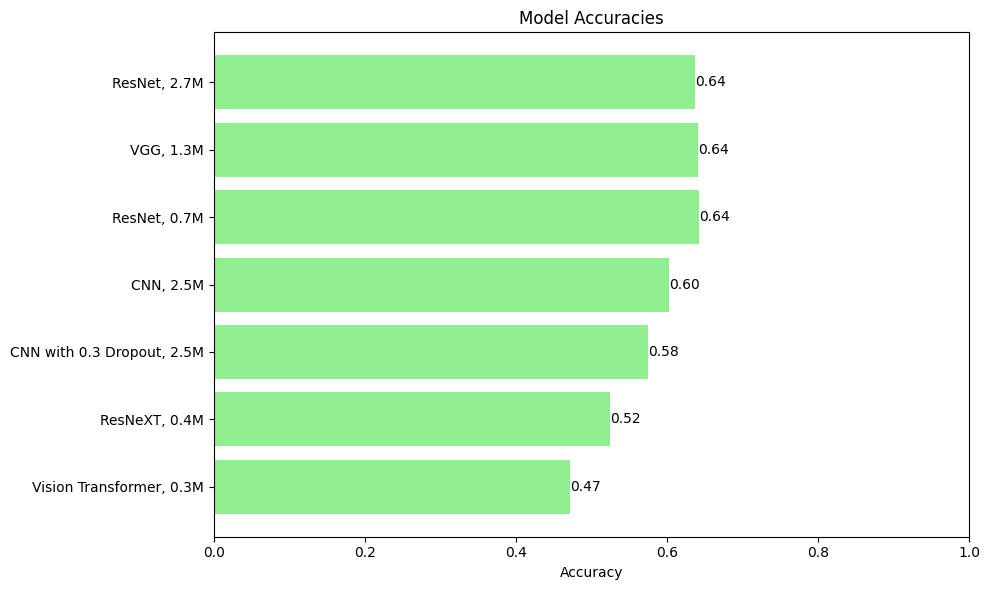 Model Accuracies
ResNet, 2.7M 0.64
VGG, 1.3M 0.64
ResNet, 0.7M 0.64
CNN, 2.5M 0.60
CNN with 0.3 Dropout, 2.5M 0.58
ResNeXT, 0.4M 0.52
Vision Transformer, 0.3M 0.47
0.0 0.2 0.4 0.6 0.8 1.0
Accuracy